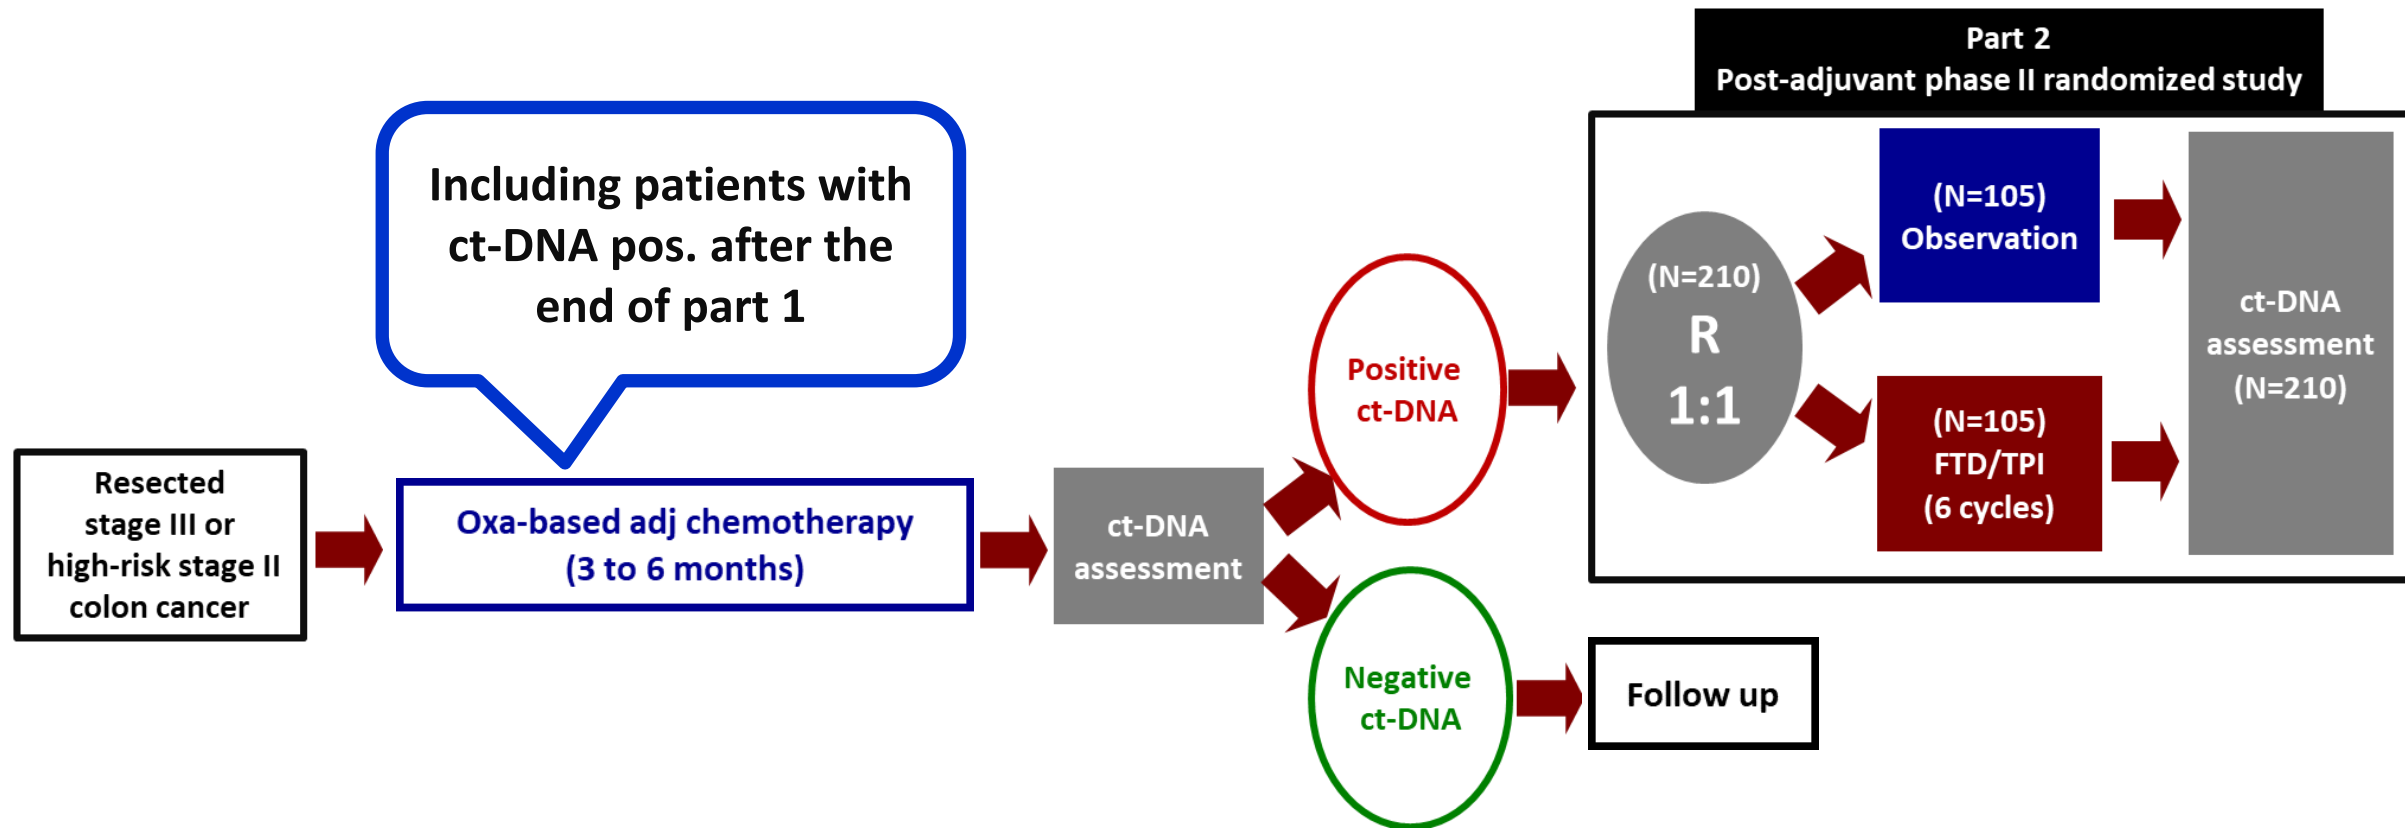 Part 2
Post-adjuvant phase II randomized study
Including patients with
ct-DNA pos. after the
end of part 1
Resected
stage III or
high-risk stage II
colon cancer
Oxa-based adj chemotherapy
(3 to 6 months)
ct-DNA
assessment
Positive
ct-DNA
Negative
ct-DNA
(N=210)
R
1:1
(N=105)
Observation
(N=105)
FTD/TPI
(6 cycles)
ct-DNA
assessment
(N=210)
Follow up